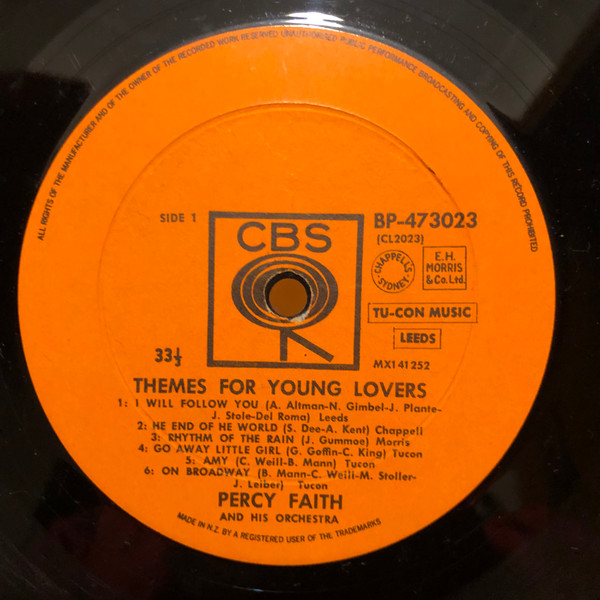 ALL RIGHTS OF THE MANUFACTURER AND OF THE OWNER OF THE RECORDED WORK RESERVED UNAUTHORISED PUBLIC PERFORMANCE BROADCASTING AND COPYING OF THIS RECORD PROHIBITED
SIDE 1
CBS
BP-473023
(CL2023)
CHAPPELL'S
SYDNEY
E.H.
MORRIS
& Co. Ltd.
TU-CON MUSIC
LEEDS
33⅓
MX141252
THEMES FOR YOUNG LOVERS
1: I WILL FOLLOW YOU (A. Altman-N. Gimbel-J. Plante-
J. Stole-Del Roma) Leeds
2: HE END OF HE WORLD (S. Dee-A. Kent) Chappell
3: RHYTHM OF THE RAIN (J. Gummoe) Morris
4: GO AWAY LITTLE GIRL (G. Goffin-C. King) Tucon
5: AMY (C. Weill-B. Mann) Tucon
6: ON BROADWAY (B. Mann-C. Weill-M. Stoller-
J. Leiber) Tucon
PERCY FAITH
AND HIS ORCHESTRA
MADE IN N.Z. BY A REGISTERED USER OF THE TRADEMARKS